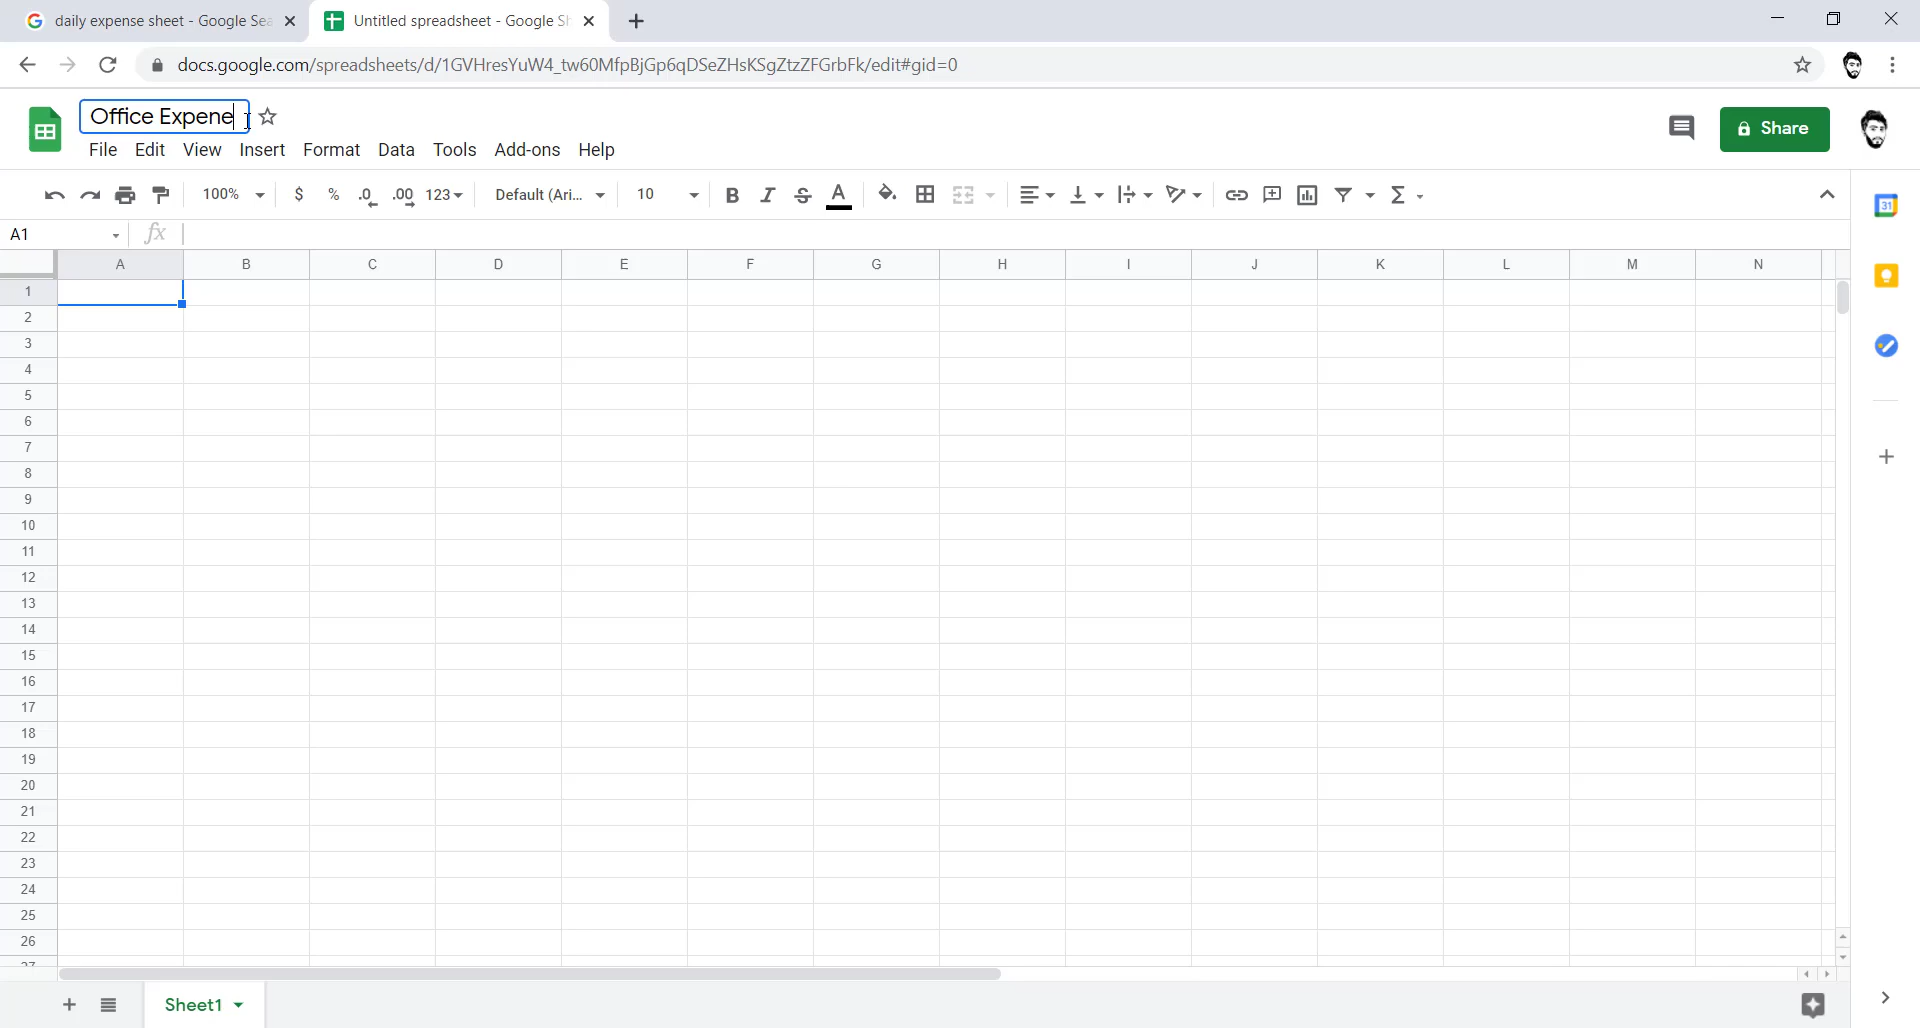 daily expense sheet - Google Sea
Untitled spreadsheet - Google Sh
docs.google.com/spreadsheets/d/1GVHresYuW4_tw60MfpBjGp6qDSeZHsKSgZtzZFGrbFk/edit#gid=0
Office Expene
File Edit View Insert Format Data Tools Add-ons Help
Share
100% $ % .0 .00 123 Default (Ari... 10 B I S A Σ
31
A1 fx
A B C D E F G H I J K L M N
1
2
3
4
5
6
7
8
9
10
11
12
13
14
15
16
17
18
19
20
21
22
23
24
25
26
27
Sheet1